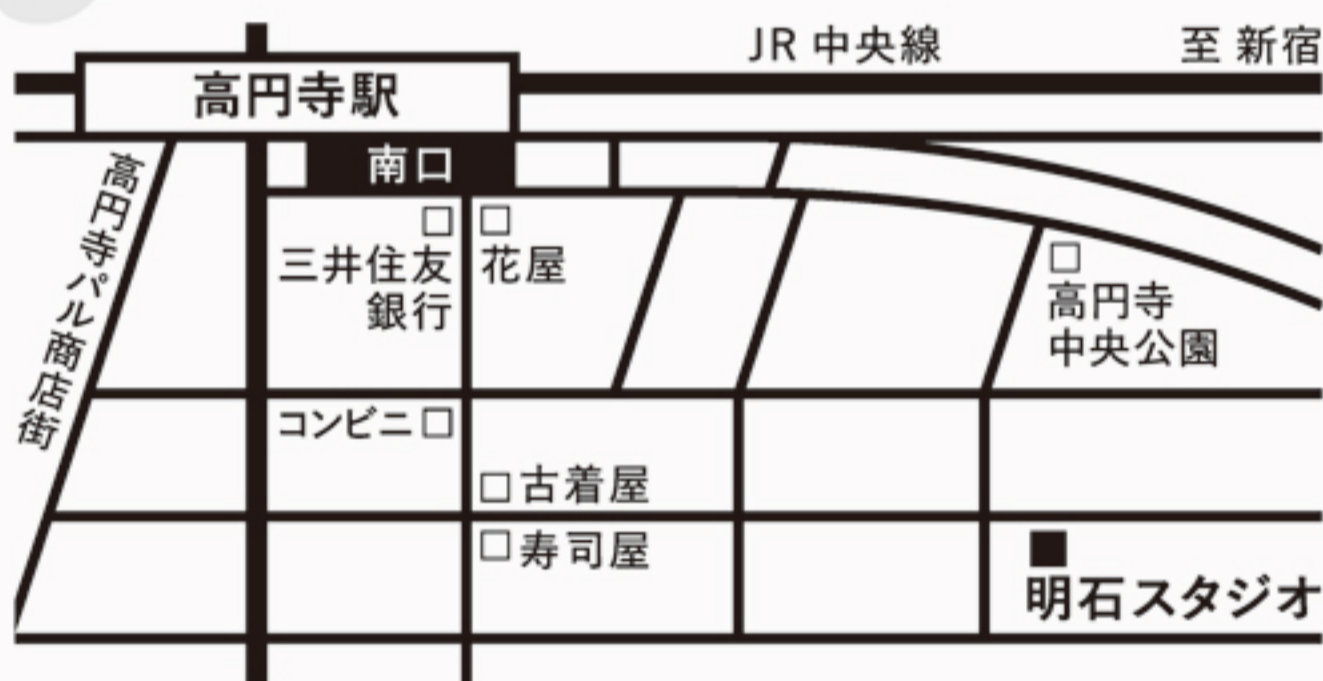 JR 中央線
至 新宿
高円寺駅
南口
高円寺パル商店街
三井住友
銀行
花屋
高円寺
中央公園
コンビニ
古着屋
寿司屋
明石スタジオ